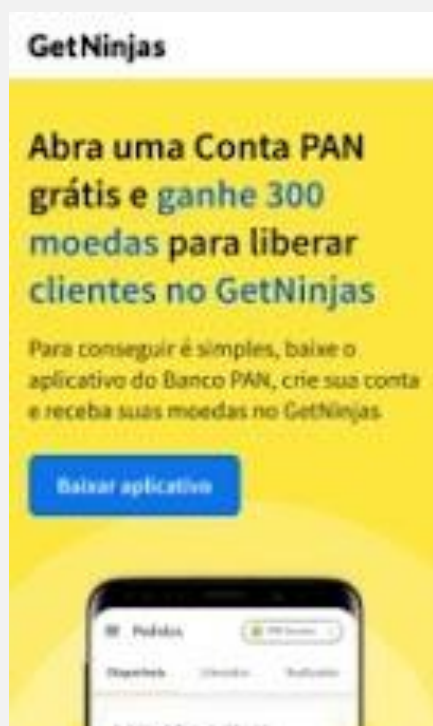 GetNinjas
Abra uma Conta PAN
grátis e ganhe 300
moedas para liberar
clientes no GetNinjas
Para conseguir é simples, baixe o
aplicativo do Banco PAN, crie sua conta
e receba suas moedas no GetNinjas
Baixar aplicativo
Pedidos
Disponíveis